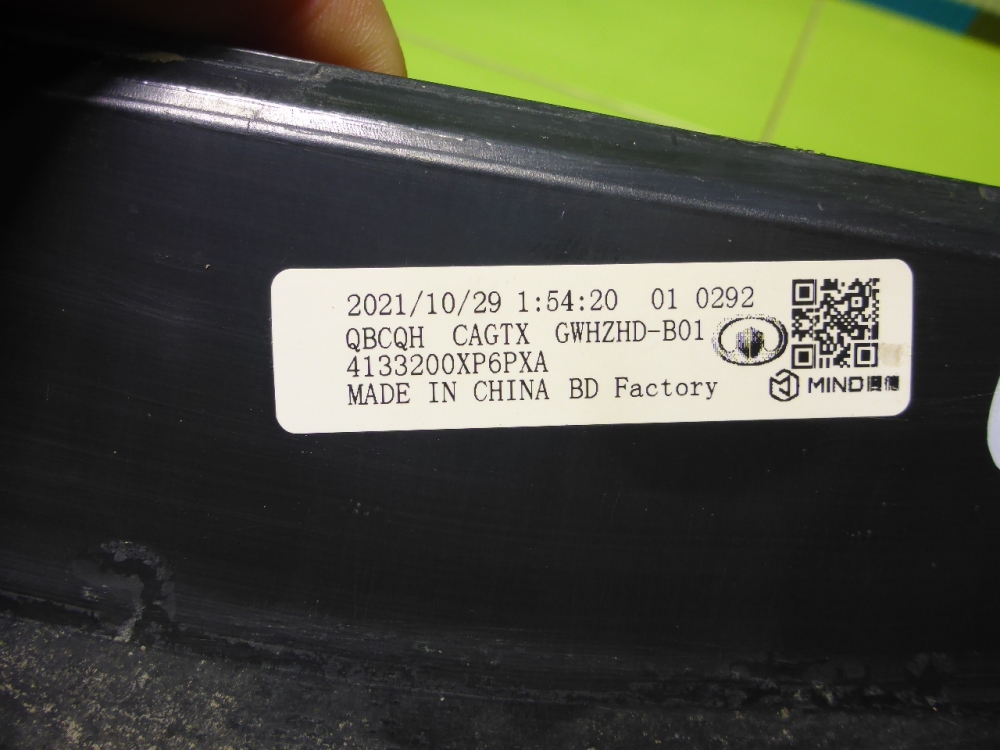 2021/10/29 1:54:20 01 0292
QBCQH CAGTX GWHZHD-B01
4133200XP6PXA
MADE IN CHINA BD Factory
MIND